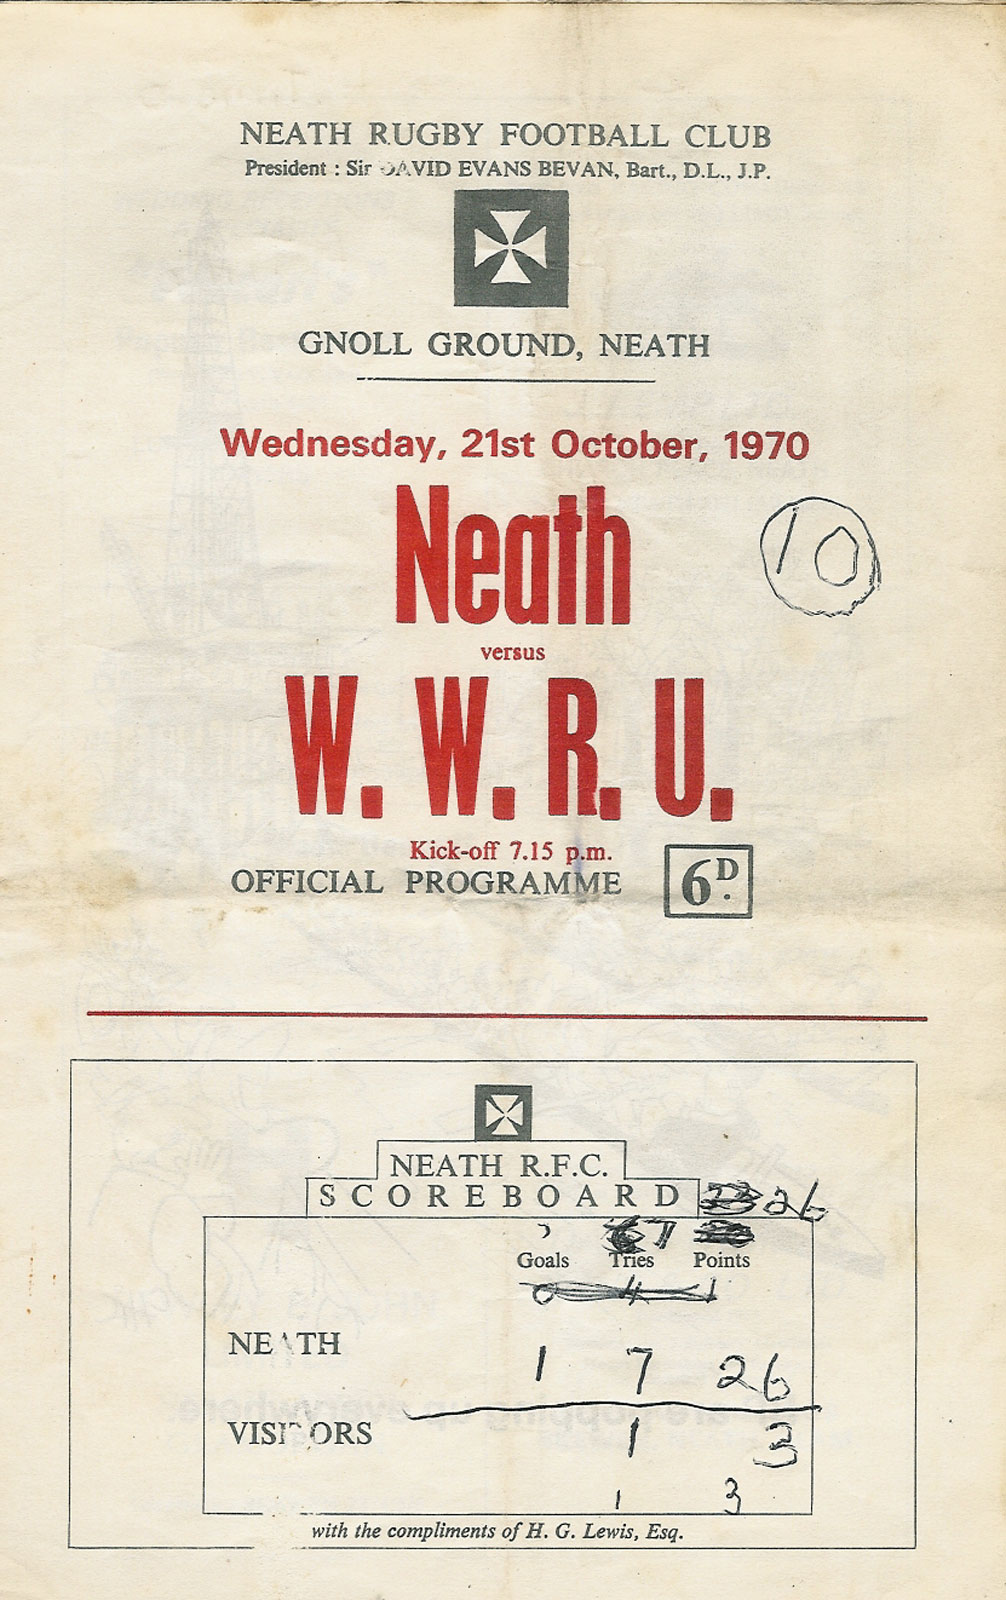 NEATH RUGBY FOOTBALL CLUB
President : Sir DAVID EVANS BEVAN, Bart., D.L., J.P.
GNOLL GROUND, NEATH
Wednesday, 21st October, 1970
Neath
10
versus
W. W. R. U.
Kick-off 7.15 p.m.
OFFICIAL PROGRAMME 6D.
NEATH R.F.C.
SCOREBOARD 26
7
Goals Tries Points
NEATH 1 7 26
VISITORS 1 3
1 3
with the compliments of H. G. Lewis, Esq.